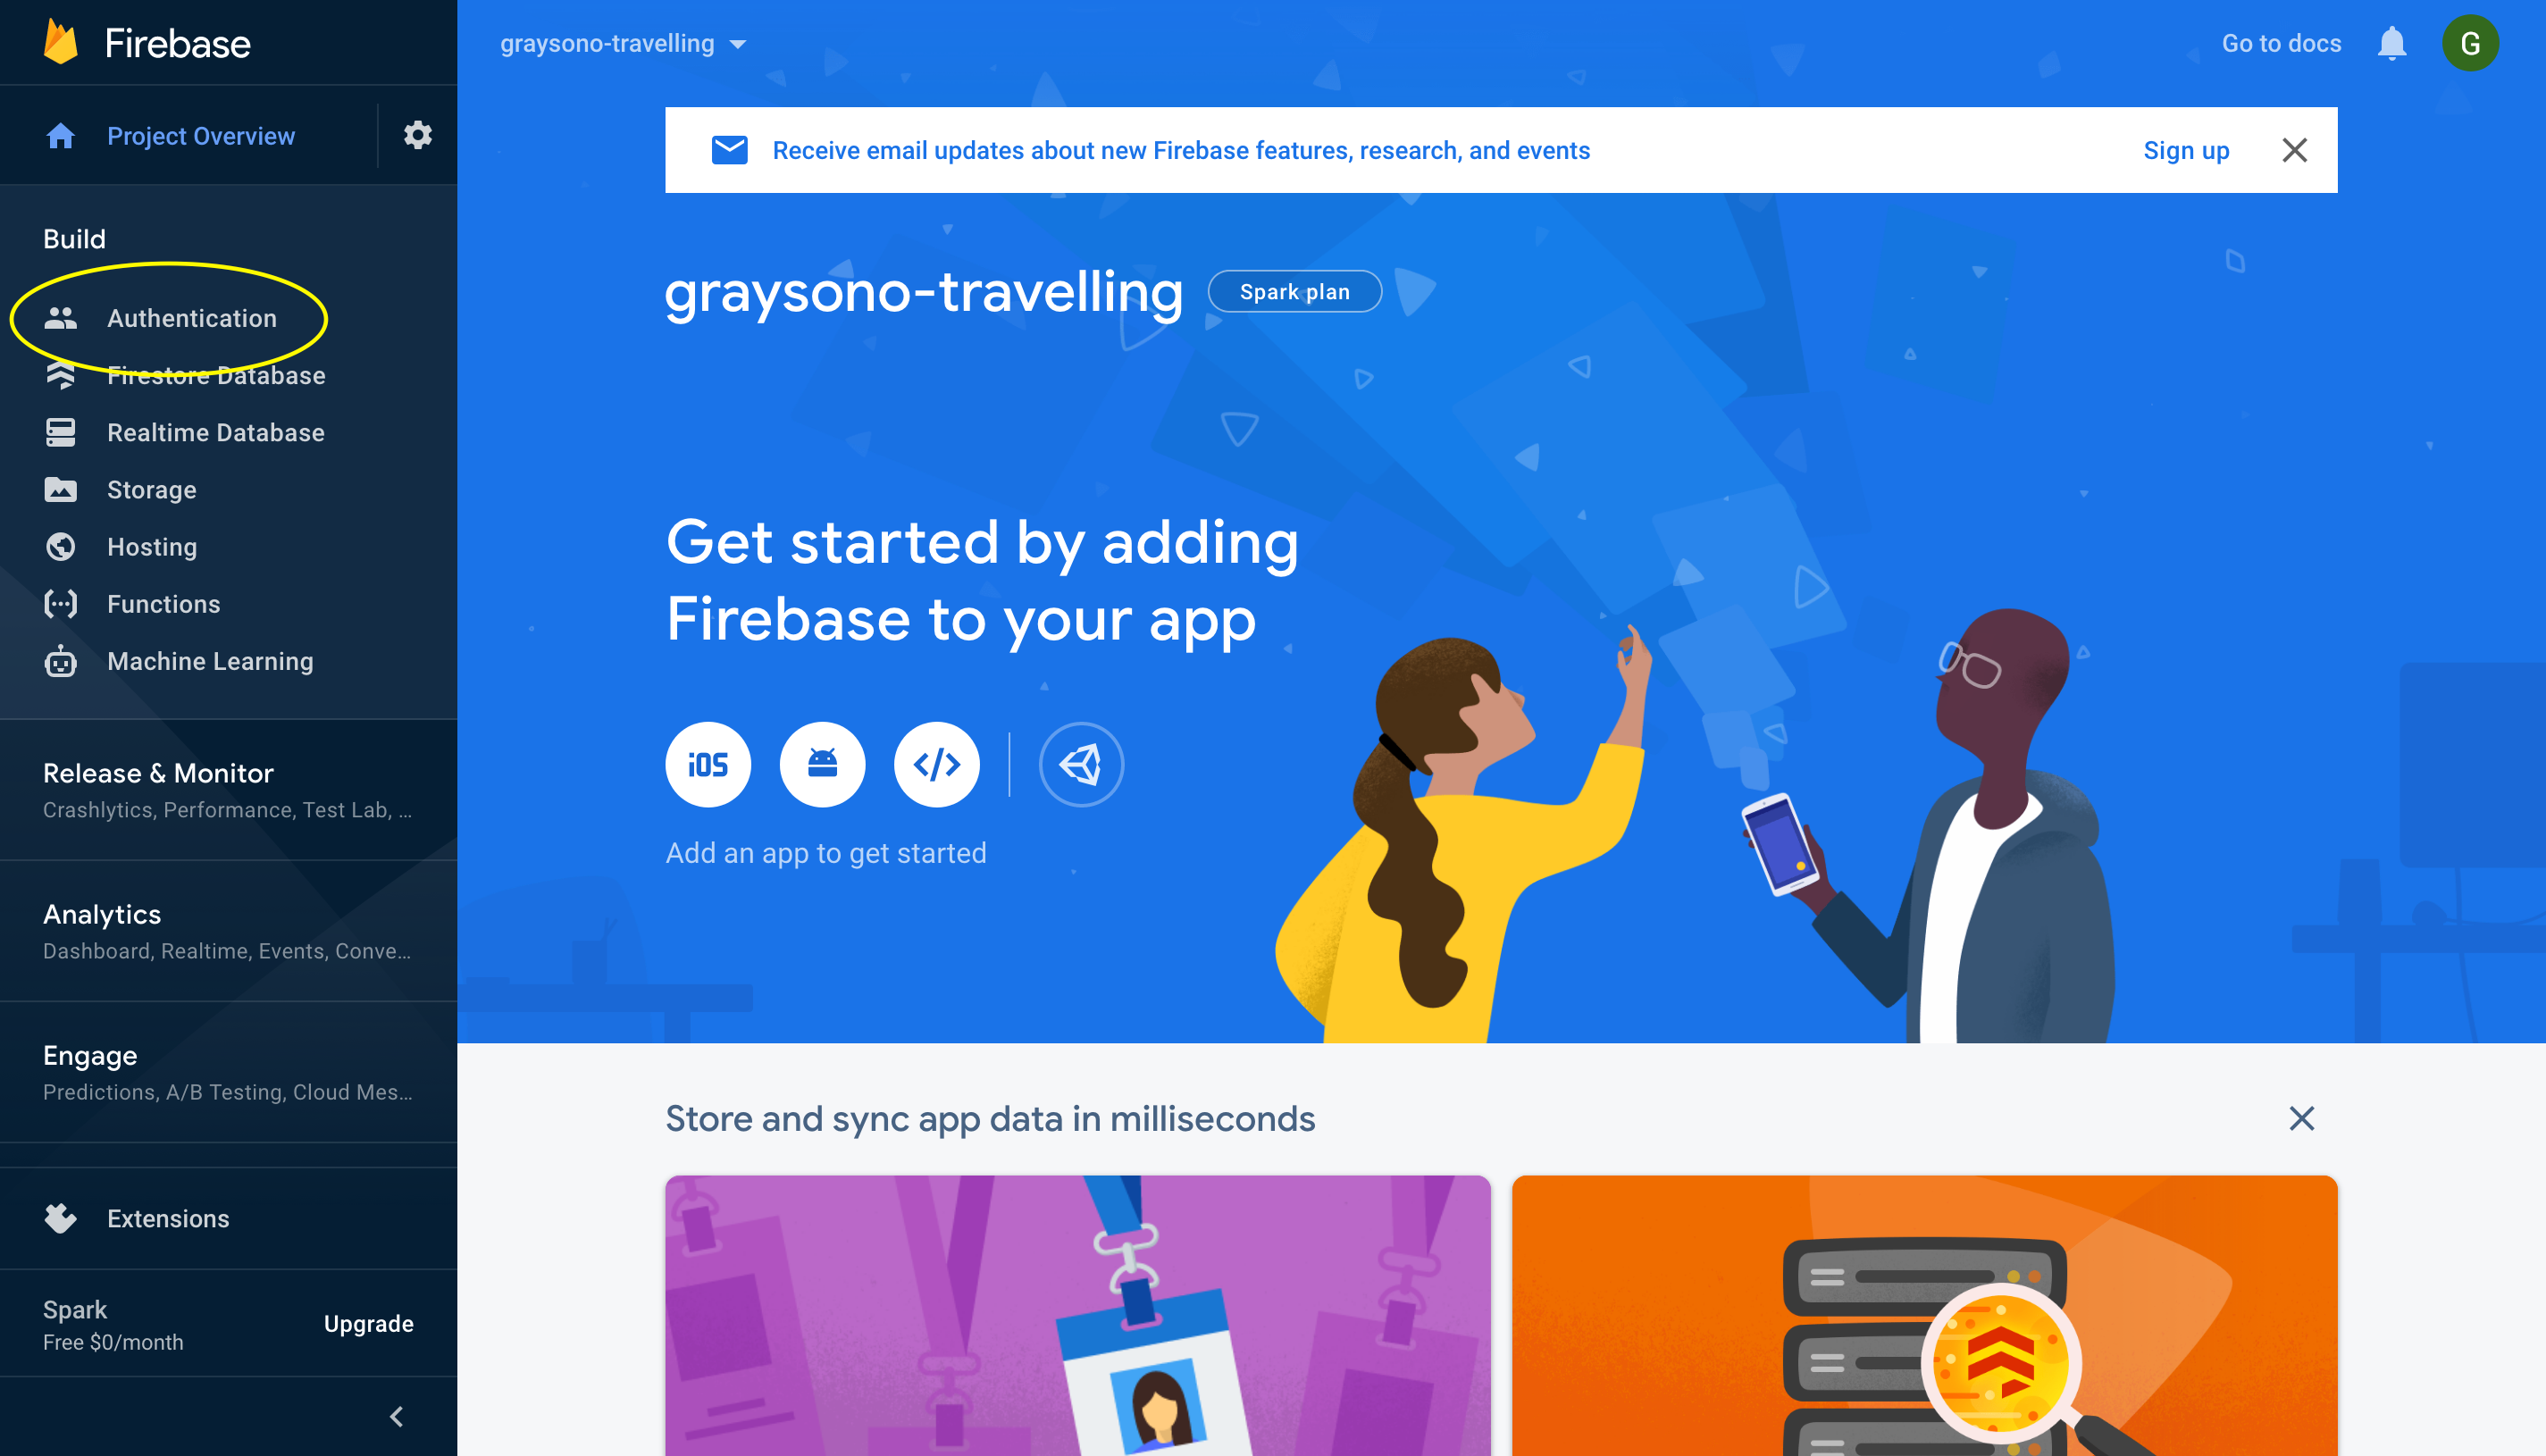 Firebase
Project Overview
Build
Authentication
Firestore Database
Realtime Database
Storage
Hosting
Functions
Machine Learning
Release & Monitor
Crashlytics, Performance, Test Lab, ...
Analytics
Dashboard, Realtime, Events, Conve...
Engage
Predictions, A/B Testing, Cloud Mes...
Extensions
Spark
Free $0/month
Upgrade
graysono-travelling
Go to docs
G
Receive email updates about new Firebase features, research, and events
Sign up
graysono-travelling
Spark plan
Get started by adding
Firebase to your app
iOS
Add an app to get started
Store and sync app data in milliseconds